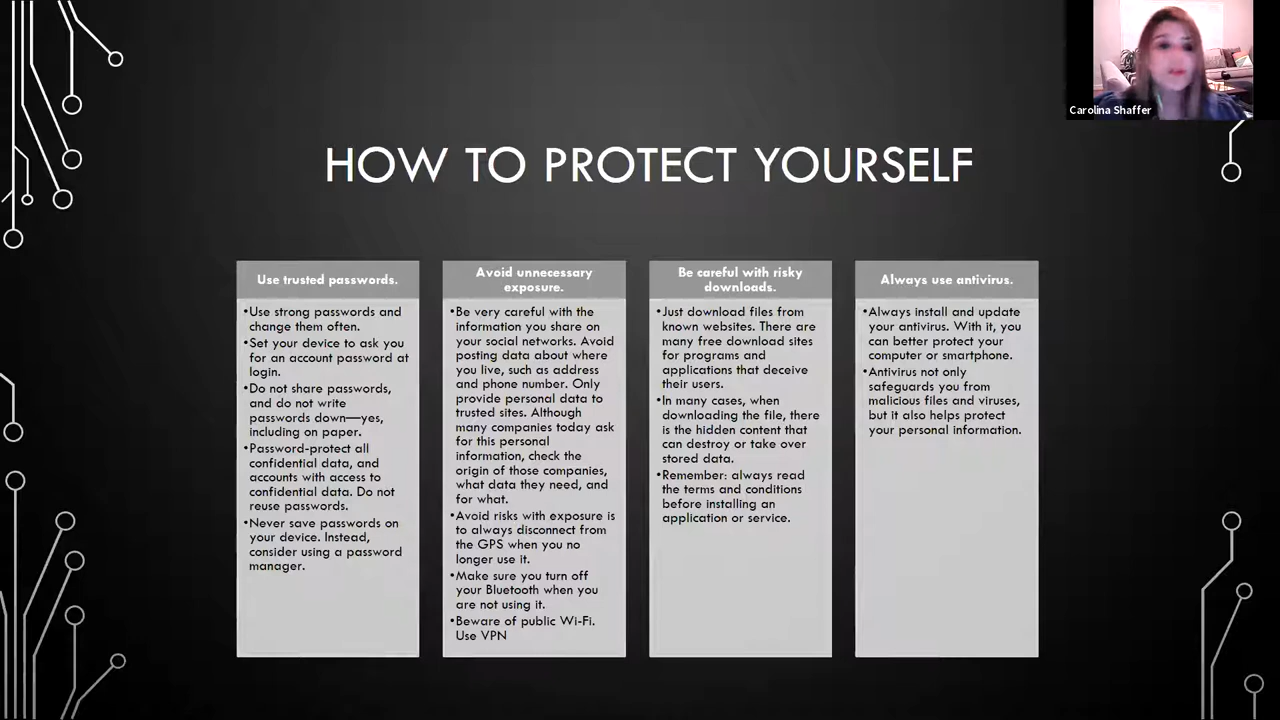 Carolina Shaffer
HOW TO PROTECT YOURSELF
Use trusted passwords.
•Use strong passwords and
change them often.
•Set your device to ask you
for an account password at
login.
•Do not share passwords,
and do not write
passwords down—yes,
including on paper.
•Password-protect all
confidential data, and
accounts with access to
confidential data. Do not
reuse passwords.
•Never save passwords on
your device. Instead,
consider using a password
manager.
Avoid unnecessary
exposure.
•Be very careful with the
information you share on
your social networks. Avoid
posting data about where
you live, such as address
and phone number. Only
provide personal data to
trusted sites. Although
many companies today ask
for this personal
information, check the
origin of those companies,
what data they need, and
for what.
•Avoid risks with exposure is
to always disconnect from
the GPS when you no
longer use it.
•Make sure you turn off
your Bluetooth when you
are not using it.
•Beware of public Wi-Fi.
Use VPN
Be careful with risky
downloads.
•Just download files from
known websites. There are
many free download sites
for programs and
applications that deceive
their users.
•In many cases, when
downloading the file, there
is the hidden content that
can destroy or take over
stored data.
•Remember: always read
the terms and conditions
before installing an
application or service.
Always use antivirus.
•Always install and update
your antivirus. With it, you
can better protect your
computer or smartphone.
•Antivirus not only
safeguards you from
malicious files and viruses,
but it also helps protect
your personal information.